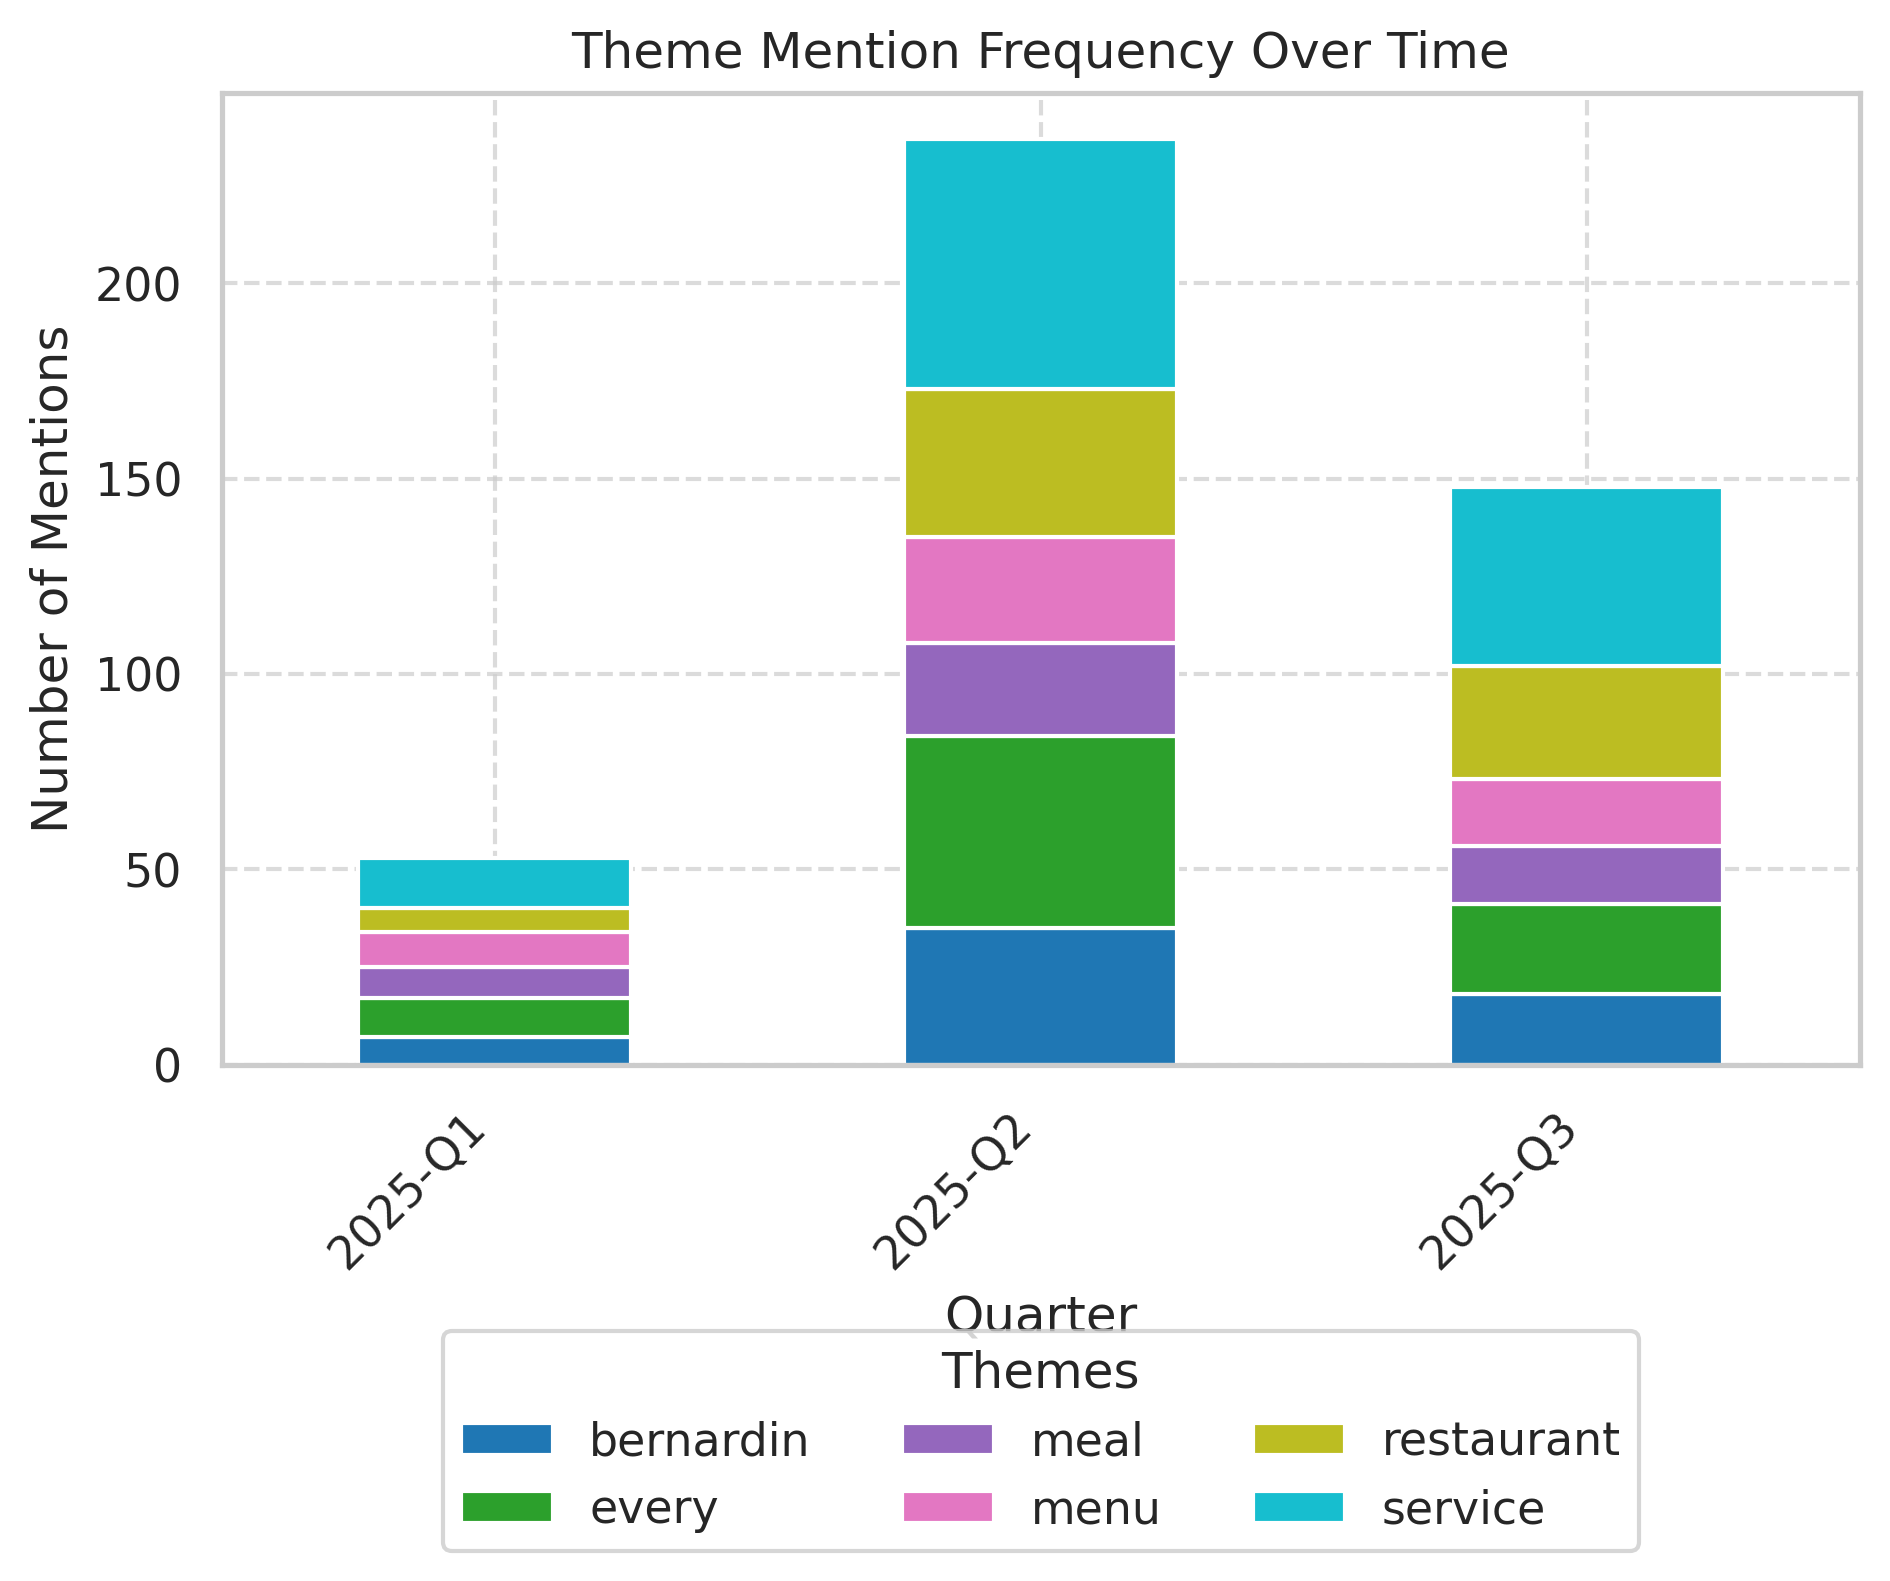 Theme Mention Frequency Over Time
Number of Mentions
200
150
100
50
0
2025-Q1
2025-Q2
2025-Q3
Quarter
Themes
bernardin
every
meal
menu
restaurant
service